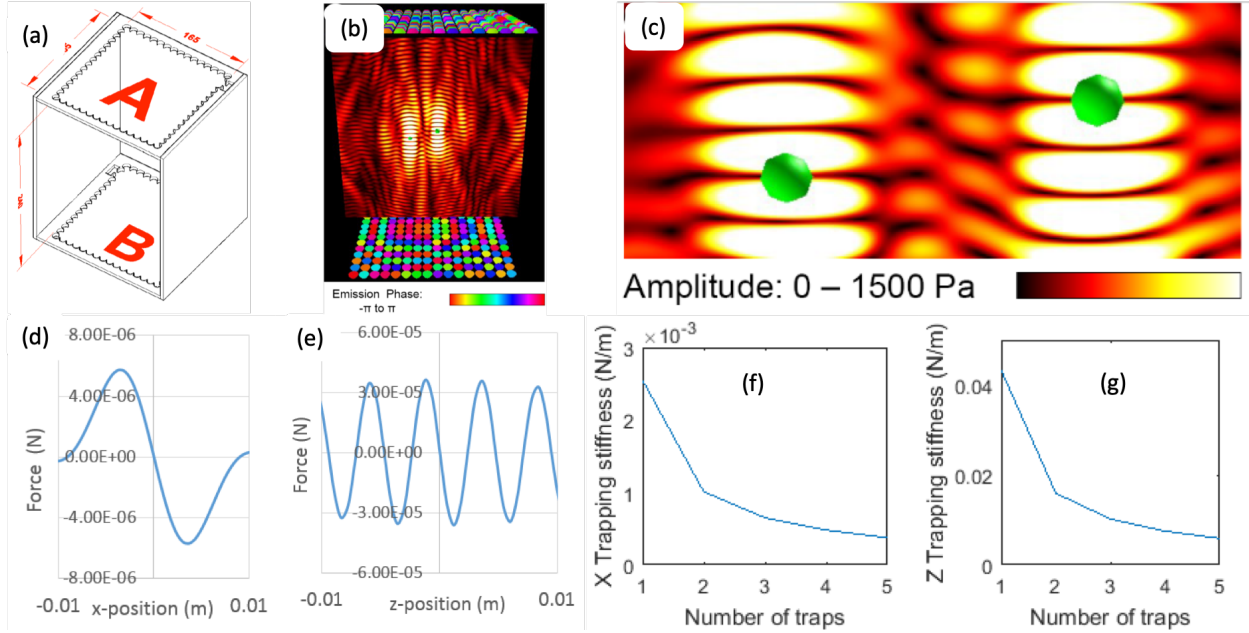 (a)
165
A
B
(b)
Emission Phase:
-π to π
(c)
Amplitude: 0 – 1500 Pa
(d)
8.00E-06
4.00E-06
0.00E+00
-4.00E-06
-8.00E-06
Force (N)
-0.01
0.01
x-position (m)
(e)
6.00E-05
3.00E-05
0.00E+00
-3.00E-05
-6.00E-05
Force (N)
-0.01
0.01
z-position (m)
(f)
× 10⁻³
3
2
1
0
X Trapping stiffness (N/m)
1 2 3 4 5
Number of traps
(g)
0.04
0.02
0
Z Trapping stiffness (N/m)
1 2 3 4 5
Number of traps